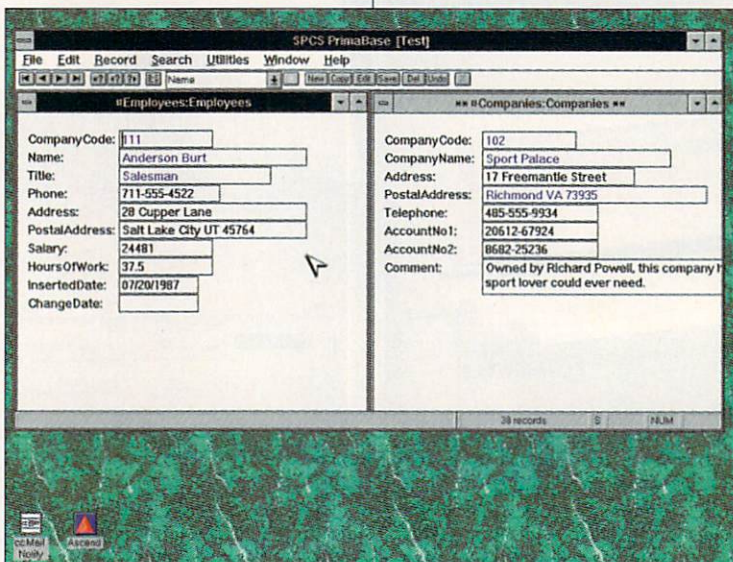 SPCS PrimaBase [Test]
File Edit Record Search Utilities Window Help
Name New Copy Edit Save Del Undo
#Employees:Employees
CompanyCode: 111
Name: Anderson Burt
Title: Salesman
Phone: 711-555-4522
Address: 28 Cupper Lane
PostalAddress: Salt Lake City UT 45764
Salary: 24481
HoursOfWork: 37.5
InsertedDate: 07/20/1987
ChangeDate:
** #Companies:Companies **
CompanyCode: 102
CompanyName: Sport Palace
Address: 17 Freemantle Street
PostalAddress: Richmond VA 73935
Telephone: 485-555-9934
AccountNo1: 20612-67924
AccountNo2: 8682-25236
Comment: Owned by Richard Powell, this company h
sport lover could ever need.
38 records S NUM
cc:Mail
Notify
Ascend